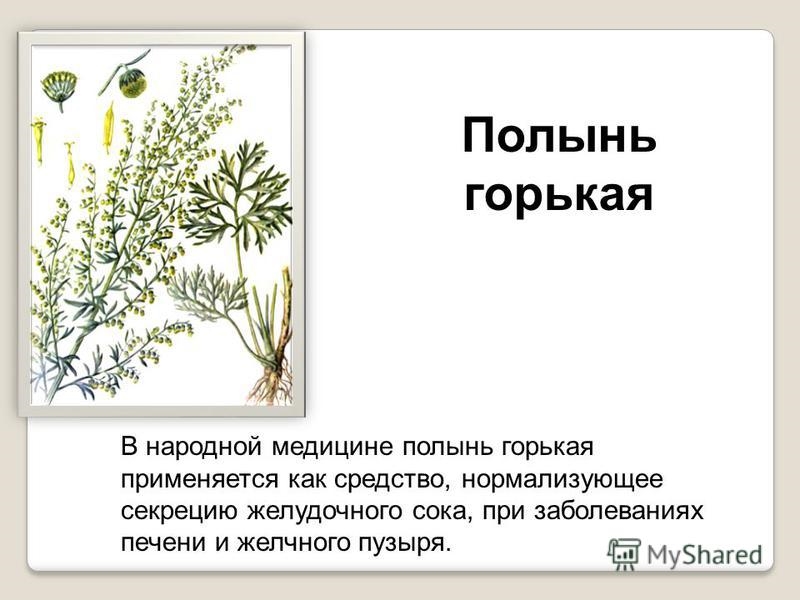 Полынь
горькая
В народной медицине полынь горькая
применяется как средство, нормализующее
секрецию желудочного сока, при заболеваниях
печени и желчного пузыря.
MyShared